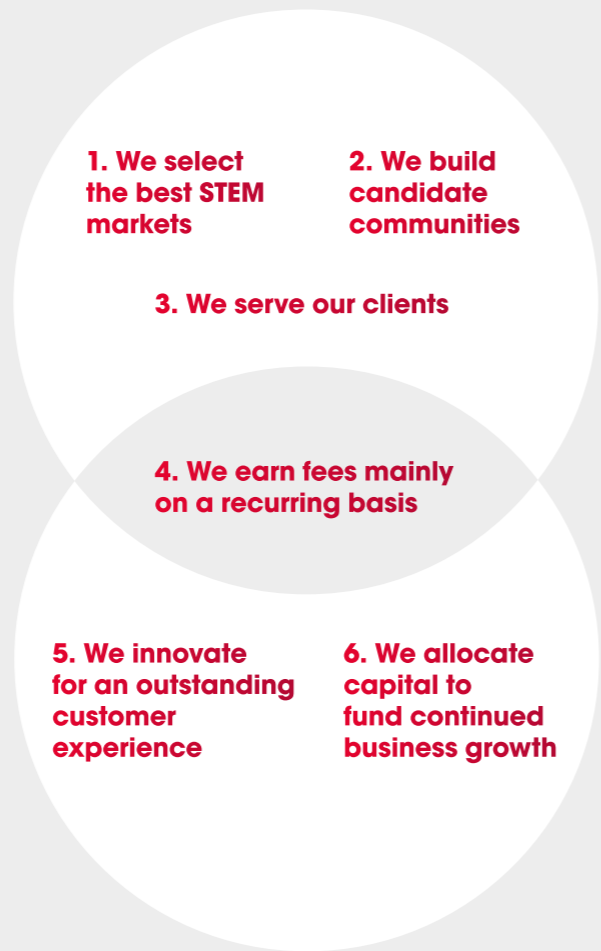 1. We select
the best STEM
markets
2. We build
candidate
communities
3. We serve our clients
4. We earn fees mainly
on a recurring basis
5. We innovate
for an outstanding
customer
experience
6. We allocate
capital to
fund continued
business growth